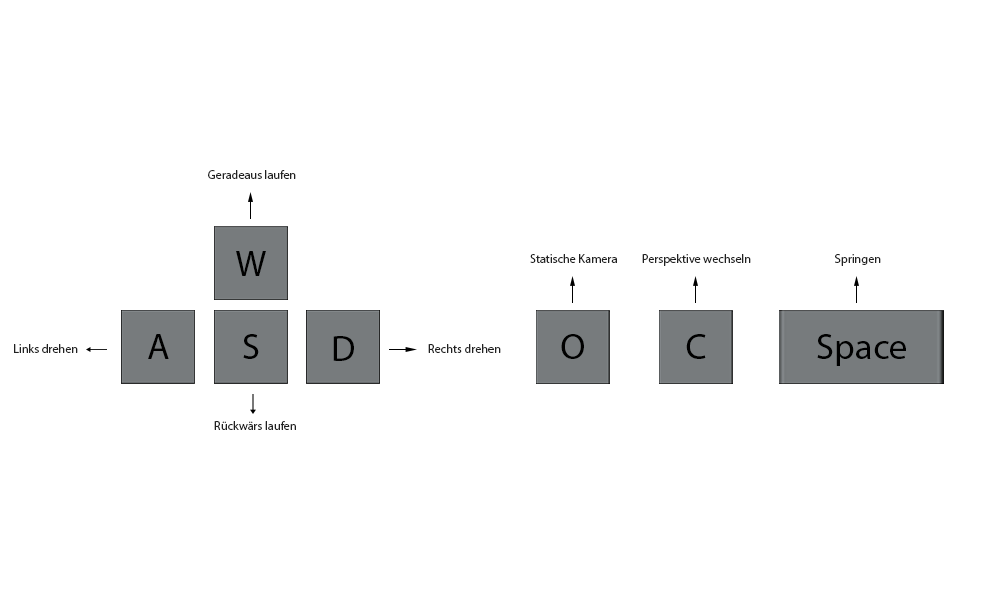 Geradeaus laufen
W
Statische Kamera
Perspektive wechseln
Springen
Links drehen
A
S
D
Rechts drehen
O
C
Space
Rückwärs laufen